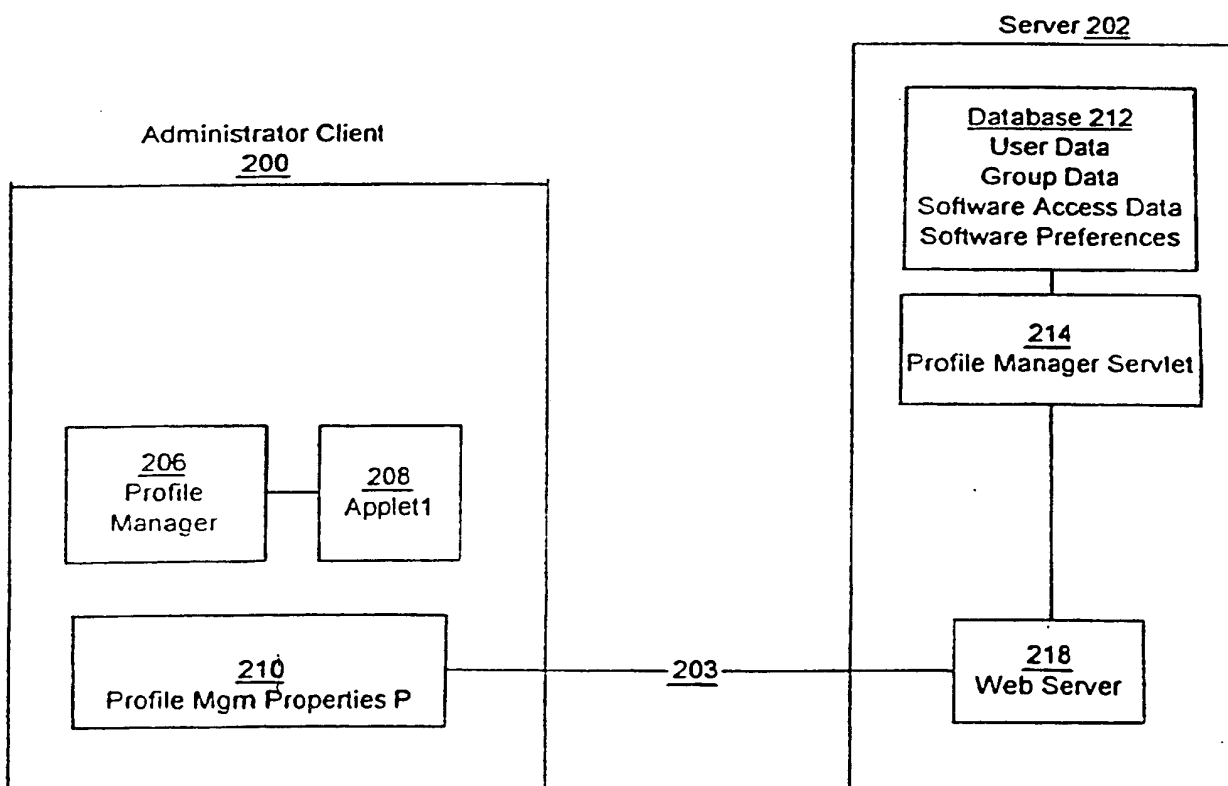 Server 202
Administrator Client
200
Database 212
User Data
Group Data
Software Access Data
Software Preferences
214
Profile Manager Servlet
206
Profile
Manager
208
Applet1
210
Profile Mgm Properties P
203
218
Web Server